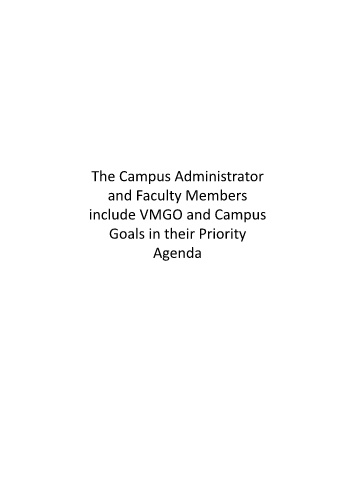 The Campus Administrator
and Faculty Members
include VMGO and Campus
Goals in their Priority
Agenda